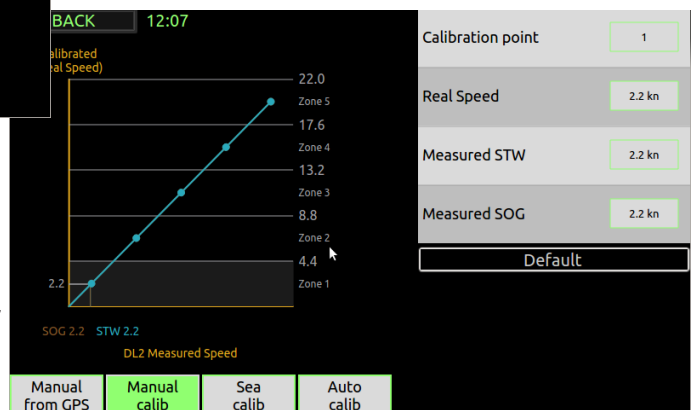 BACK 12:07
alibrated
al Speed)
22.0
Zone 5
17.6
Zone 4
13.2
Zone 3
8.8
Zone 2
4.4
2.2
Zone 1
SOG 2.2 STW 2.2
DL2 Measured Speed
Manual from GPS
Manual calib
Sea calib
Auto calib
Calibration point 1
Real Speed 2.2 kn
Measured STW 2.2 kn
Measured SOG 2.2 kn
Default